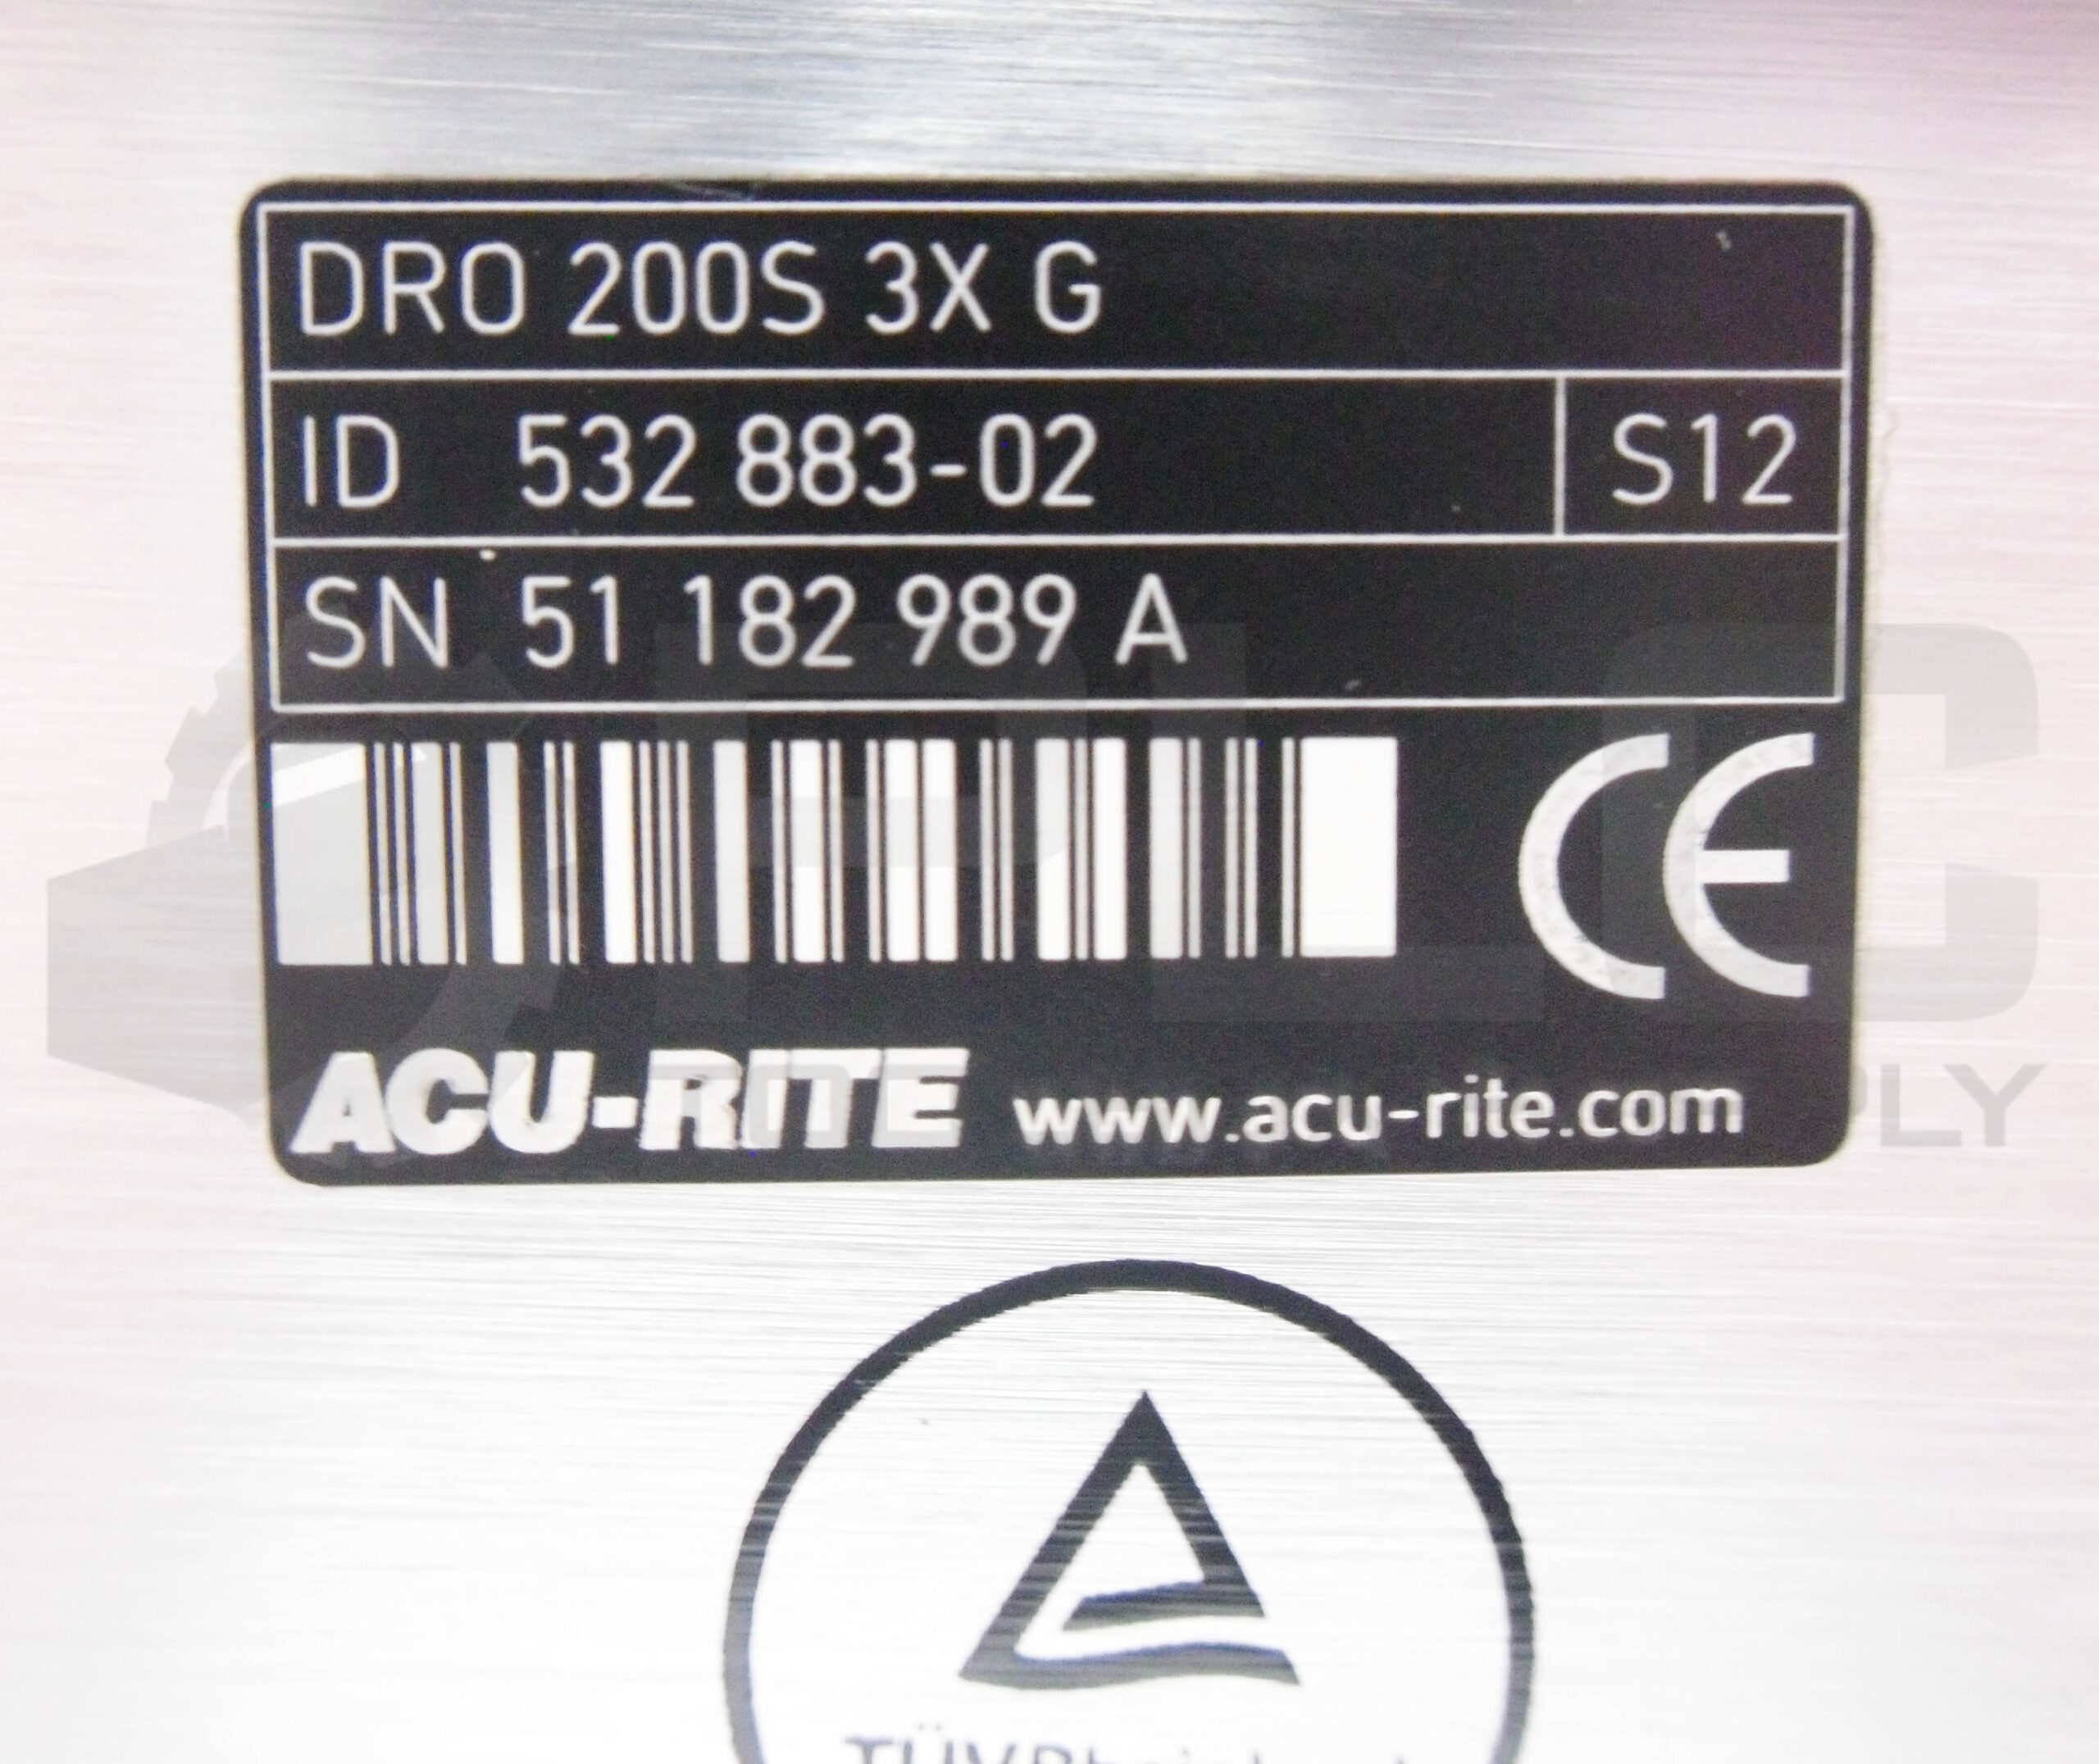 DRO 200S 3X G
ID 532 883-02 S12
SN 51 182 989 A
CE
ACU-RITE www.acu-rite.com